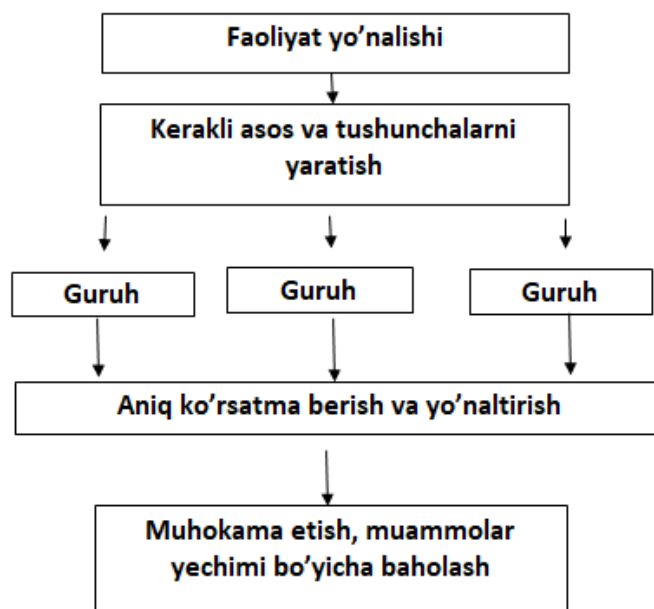 Faoliyat yo’nalishi
Kerakli asos va tushunchalarni
yaratish
Guruh
Guruh
Guruh
Aniq ko’rsatma berish va yo’naltirish
Muhokama etish, muammolar
yechimi bo’yicha baholash